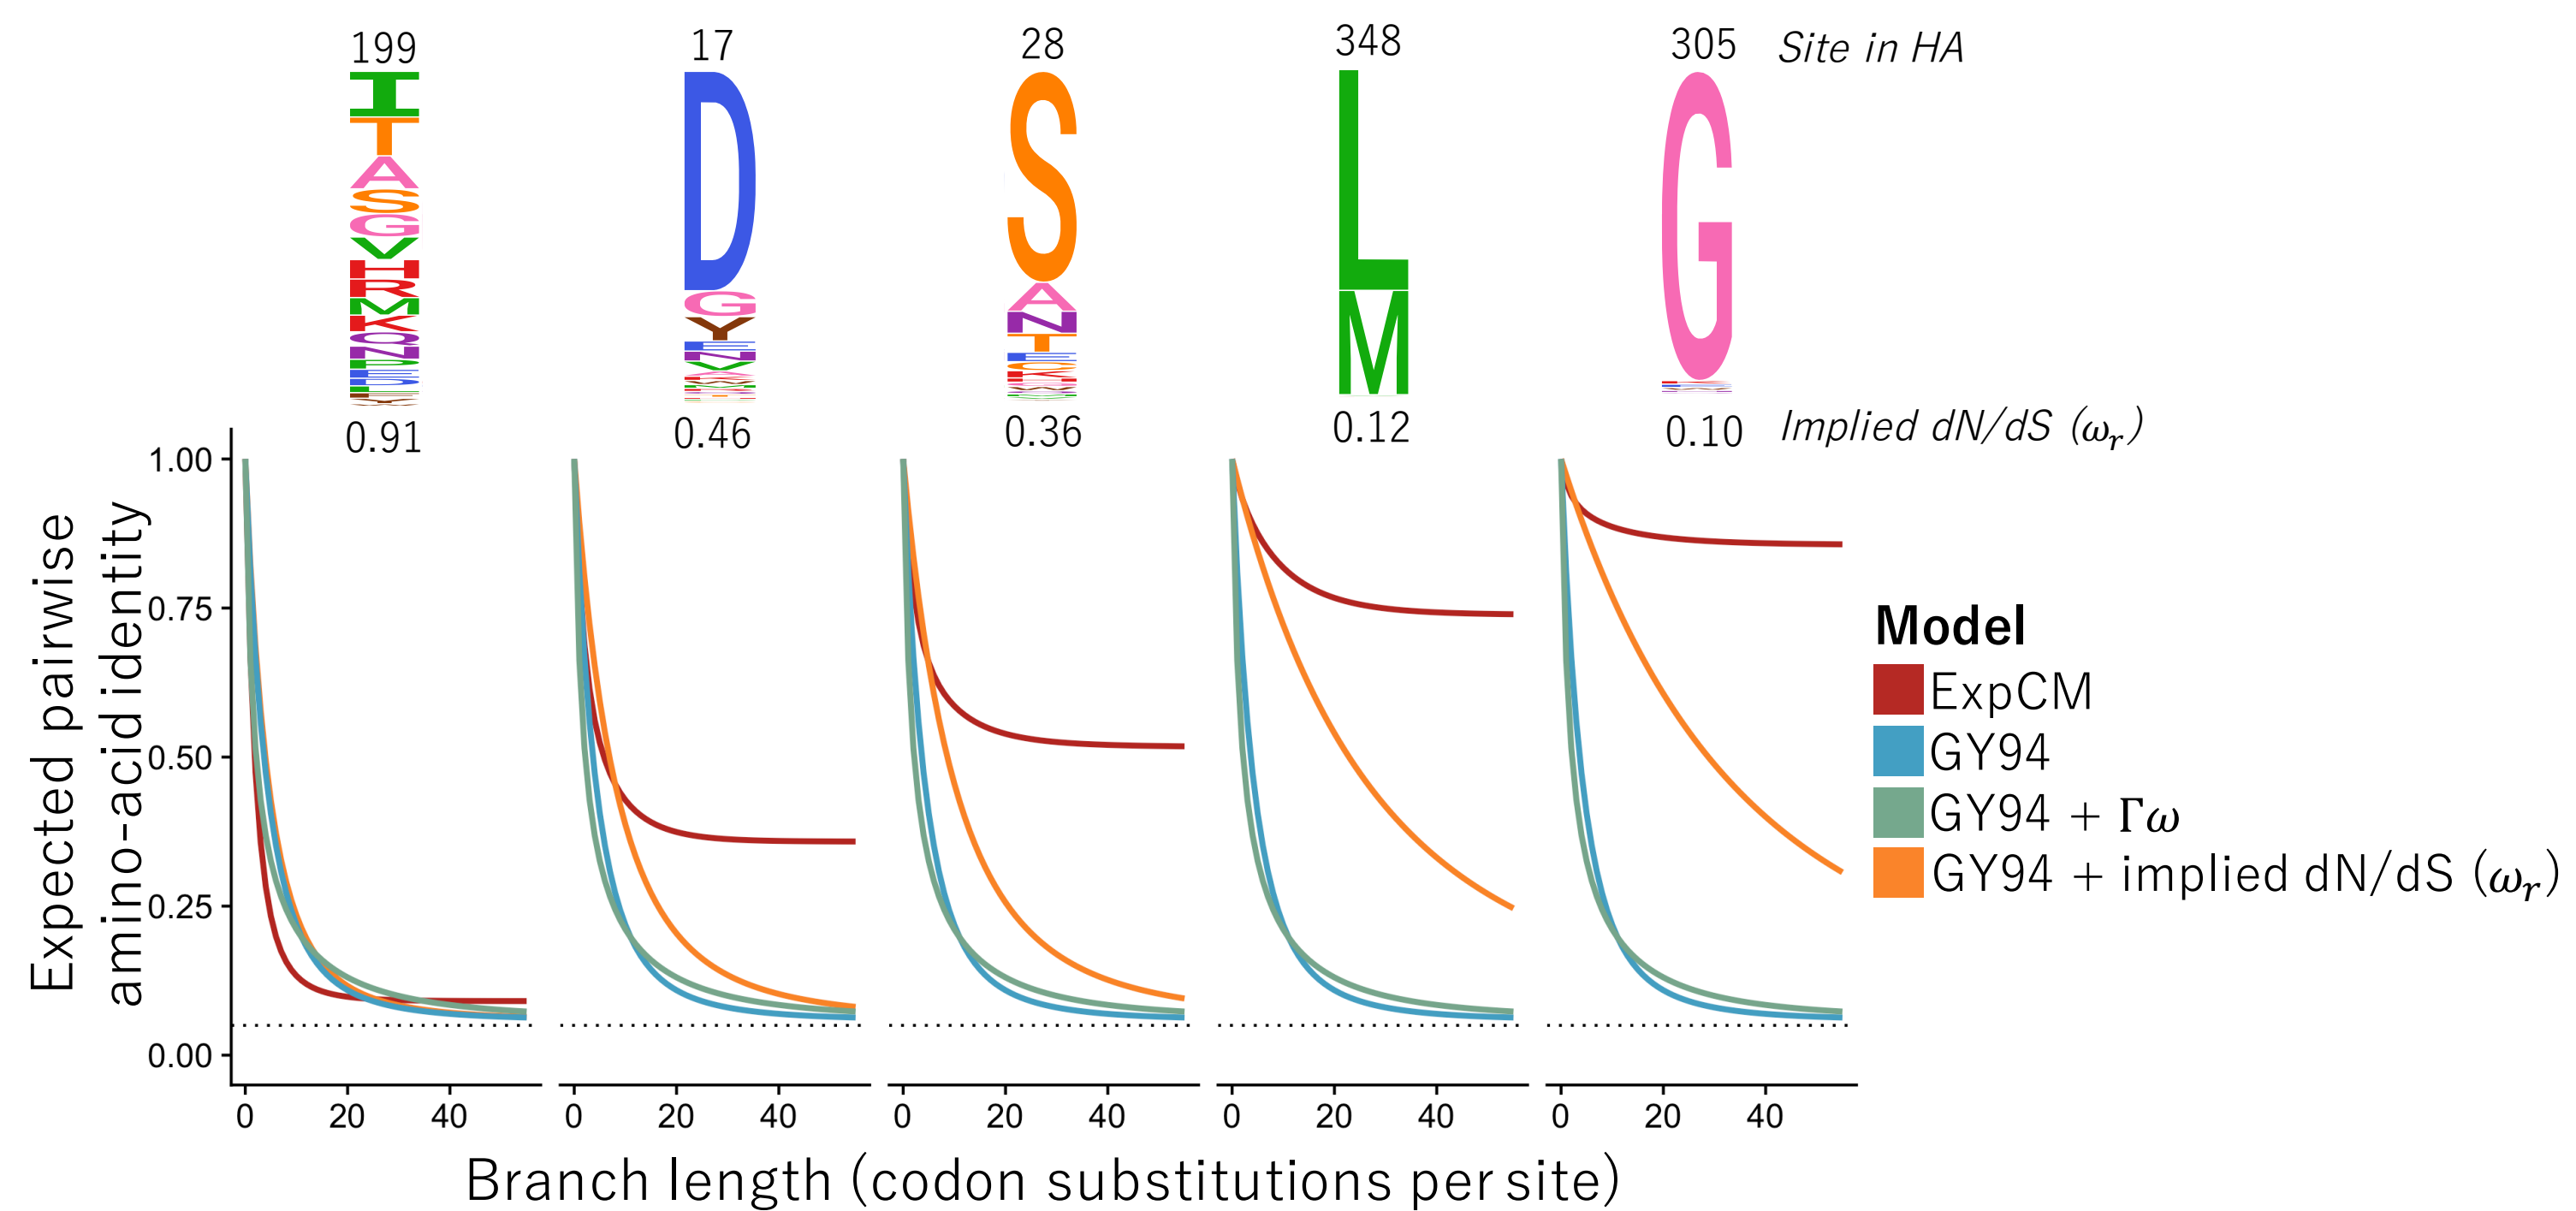 199 17 28 348 305 Site in HA
I D S L G
T G A M
A Y N
S E T
G N E
V
H
R
M
K
Q
N
P
E
D
0.91 0.46 0.36 0.12 0.10 Implied dN/dS (ωr)
Expected pairwise
amino-acid identity
1.00
0.75
0.50
0.25
0.00
0 20 40 0 20 40 0 20 40 0 20 40 0 20 40
Branch length (codon substitutions per site)
Model
ExpCM
GY94
GY94 + Γω
GY94 + implied dN/dS (ωr)